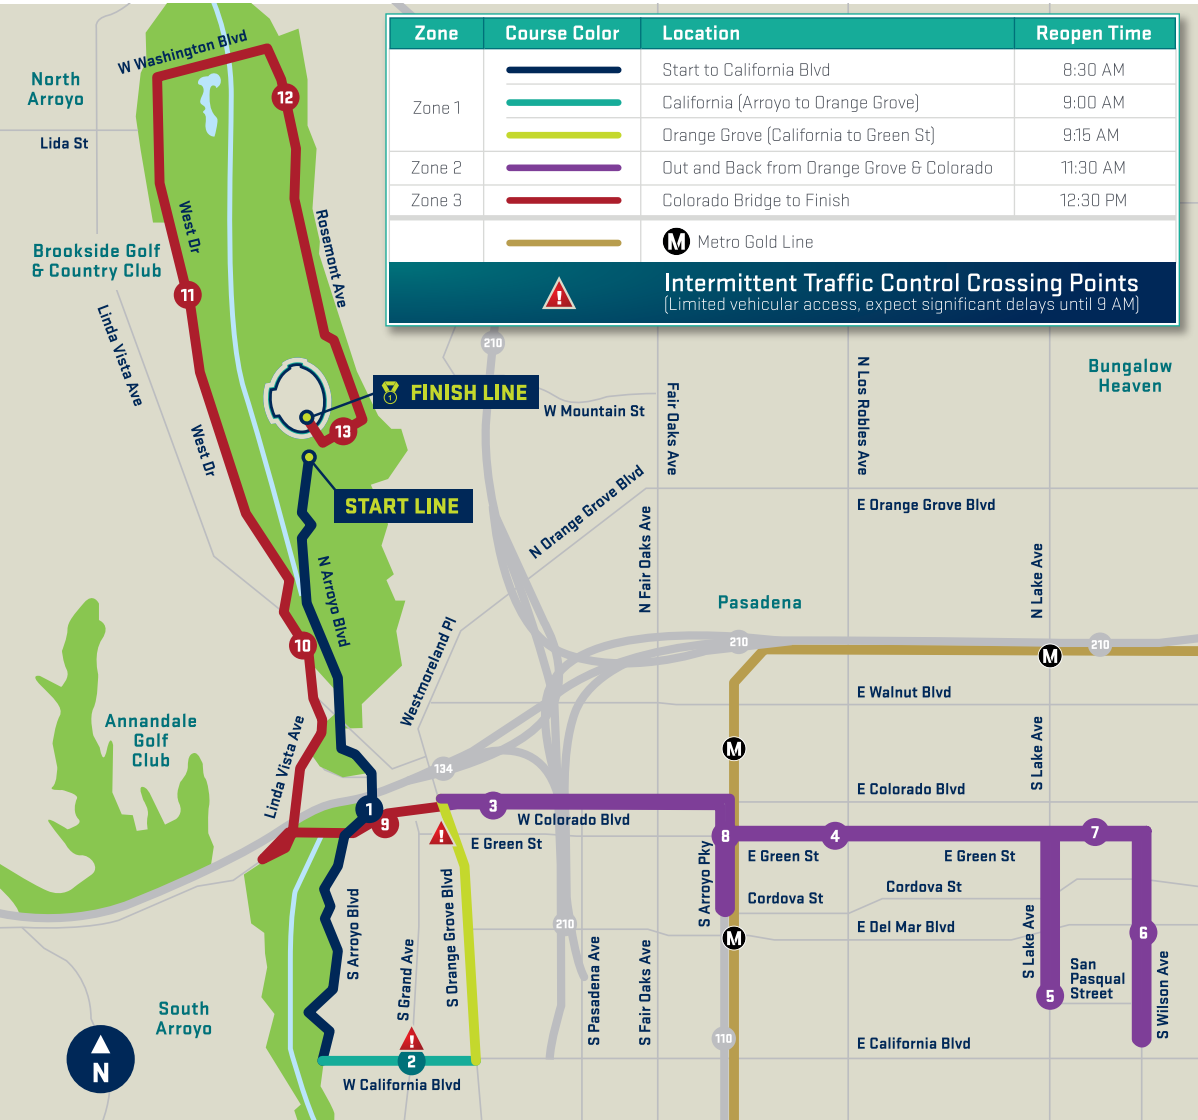 Zone Course Color Location Reopen Time
Zone 1
Start to California Blvd 8:30 AM
California (Arroyo to Orange Grove) 9:00 AM
Orange Grove (California to Green St) 9:15 AM
Zone 2 Out and Back from Orange Grove & Colorado 11:30 AM
Zone 3 Colorado Bridge to Finish 12:30 PM
M Metro Gold Line
! Intermittent Traffic Control Crossing Points
(Limited vehicular access, expect significant delays until 9 AM)
W Washington Blvd
North
Arroyo
12
Lida St
West Dr
Rosemont Ave
Brookside Golf
& Country Club
11
Linda Vista Ave
210
N Los Robles Ave
Bungalow
Heaven
1
FINISH LINE
W Mountain St
Fair Oaks Ave
13
West Dr
START LINE
N Orange Grove Blvd
E Orange Grove Blvd
N Fair Oaks Ave
N Lake Ave
N Arroyo Blvd
Pasadena
10
Westmoreland Pl
210
210
M
E Walnut Blvd
Annandale
Golf
Club
Linda Vista Ave
M
S Lake Ave
134
E Colorado Blvd
1
3
W Colorado Blvd
9
!
E Green St
8
4
7
E Green St
E Green St
S Arroyo Pky
Cordova St
Cordova St
S Arroyo Blvd
S Orange Grove Blvd
210
E Del Mar Blvd
M
6
S Grand Ave
S Pasadena Ave
S Fair Oaks Ave
S Lake Ave
San
Pasqual
Street
5
S Wilson Ave
South
Arroyo
!
110
E California Blvd
2
W California Blvd
N